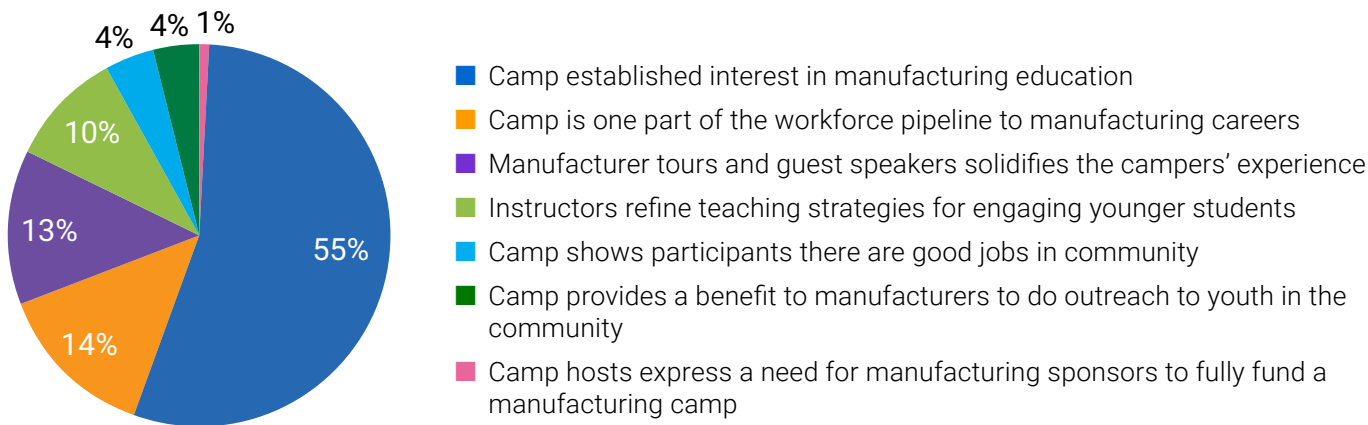 4%
4%
1%
10%
13%
14%
55%
Camp established interest in manufacturing education
Camp is one part of the workforce pipeline to manufacturing careers
Manufacturer tours and guest speakers solidifies the campers’ experience
Instructors refine teaching strategies for engaging younger students
Camp shows participants there are good jobs in community
Camp provides a benefit to manufacturers to do outreach to youth in the
community
Camp hosts express a need for manufacturing sponsors to fully fund a
manufacturing camp